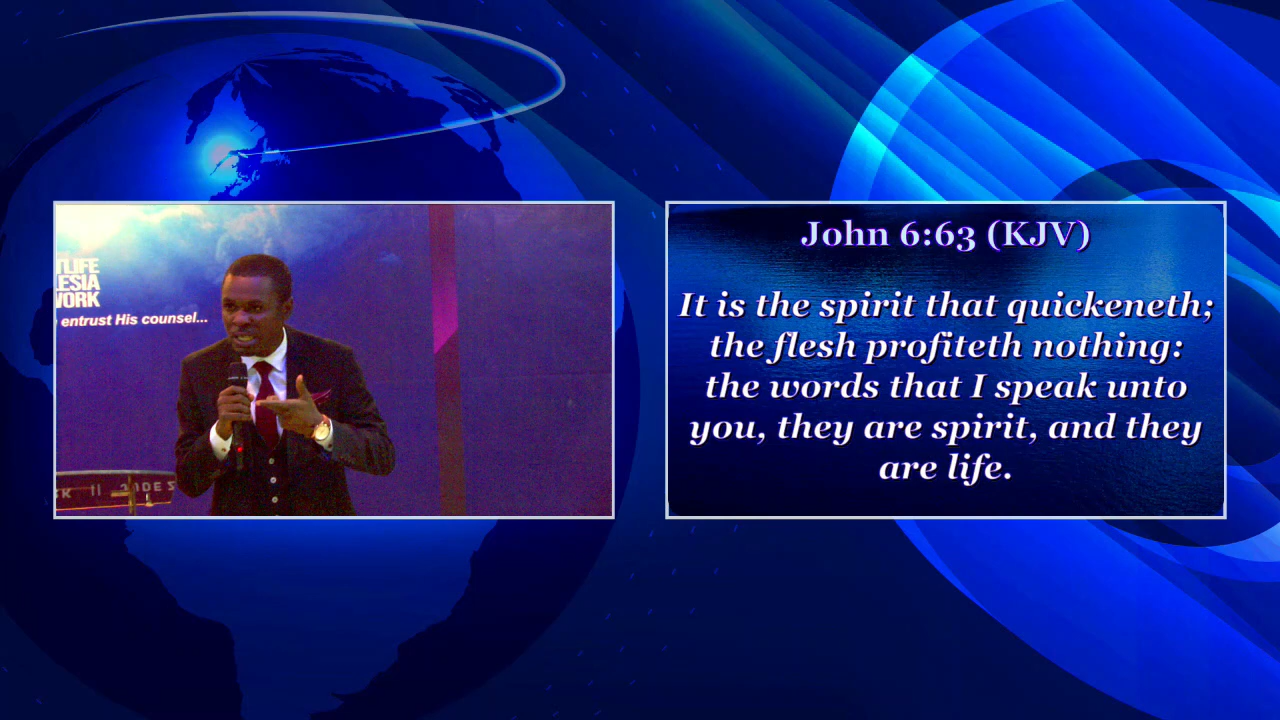 TLIFE
LESIA
WORK
entrust His counsel...
John 6:63 (KJV)
It is the spirit that quickeneth;
the flesh profiteth nothing:
the words that I speak unto
you, they are spirit, and they
are life.